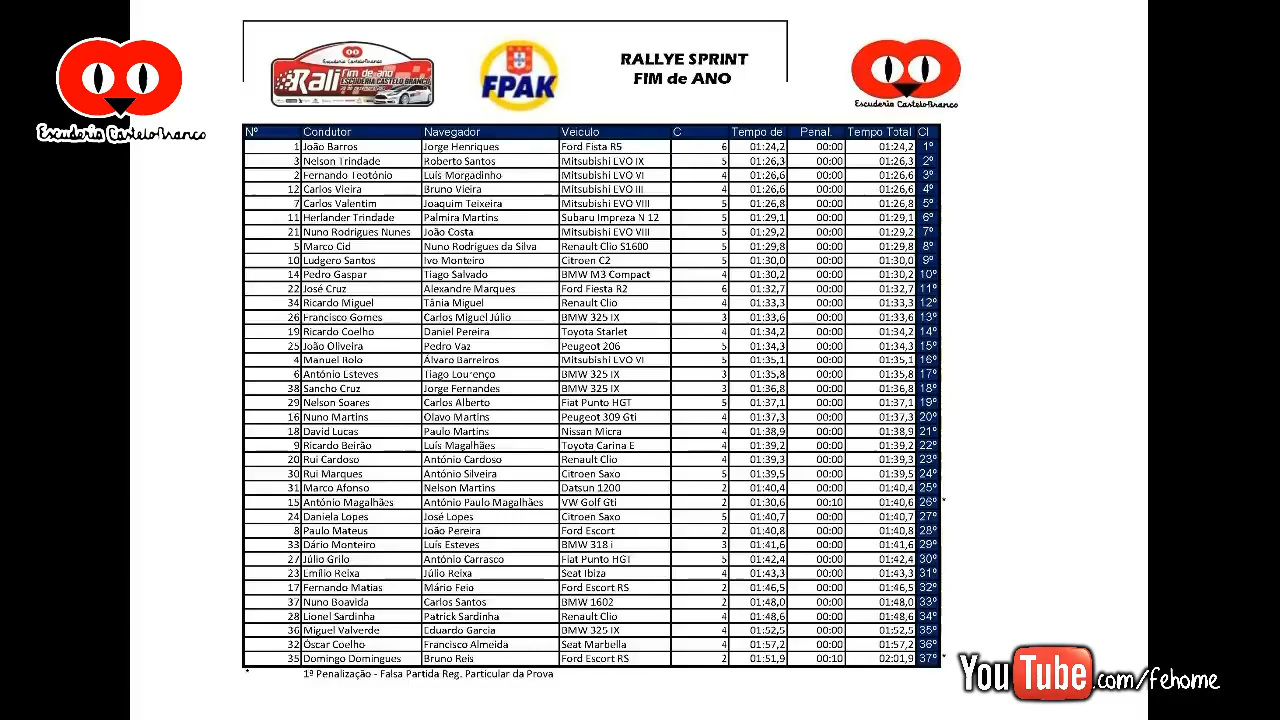 RALLYE SPRINT
FIM de ANO
Rali
Fim de ano
ESCUDERIA CASTELO BRANCO
FPAK
Escuderia CasteloBranco
Escuderia CasteloBranco
Nº Condutor Navegador Veiculo C Tempo de Penal. Tempo Total Cl
1 João Barros Jorge Henriques Ford Fista R5 6 01:24,2 00:00 01:24,2 1º
3 Nelson Trindade Roberto Santos Mitsubishi EVO IX 5 01:26,3 00:00 01:26,3 2º
2 Fernando Teotónio Luís Morgadinho Mitsubishi EVO VI 4 01:26,6 00:00 01:26,6 3º
12 Carlos Vieira Bruno Vieira Mitsubishi EVO III 4 01:26,6 00:00 01:26,6 4º
7 Carlos Valentim Joaquim Teixeira Mitsubishi EVO VIII 5 01:26,8 00:00 01:26,8 5º
11 Herlander Trindade Palmira Martins Subaru Impreza N 12 5 01:29,1 00:00 01:29,1 6º
21 Nuno Rodrigues Nunes João Costa Mitsubishi EVO VIII 5 01:29,2 00:00 01:29,2 7º
5 Marco Cid Nuno Rodrigues da Silva Renault Clio S1600 5 01:29,8 00:00 01:29,8 8º
10 Ludgero Santos Ivo Monteiro Citroen C2 5 01:30,0 00:00 01:30,0 9º
14 Pedro Gaspar Tiago Salvado BMW M3 Compact 4 01:30,2 00:00 01:30,2 10º
22 José Cruz Alexandre Marques Ford Fiesta R2 6 01:32,7 00:00 01:32,7 11º
34 Ricardo Miguel Tânia Miguel Renault Clio 4 01:33,3 00:00 01:33,3 12º
26 Francisco Gomes Carlos Miguel Júlio BMW 325 IX 3 01:33,6 00:00 01:33,6 13º
19 Ricardo Coelho Daniel Pereira Toyota Starlet 4 01:34,2 00:00 01:34,2 14º
25 João Oliveira Pedro Vaz Peugeot 206 5 01:34,3 00:00 01:34,3 15º
4 Manuel Rolo Álvaro Barreiros Mitsubishi EVO VI 5 01:35,1 00:00 01:35,1 16º
6 António Esteves Tiago Lourenço BMW 325 IX 3 01:35,8 00:00 01:35,8 17º
38 Sancho Cruz Jorge Fernandes BMW 325 IX 3 01:36,8 00:00 01:36,8 18º
29 Nelson Soares Carlos Alberto Fiat Punto HGT 5 01:37,1 00:00 01:37,1 19º
16 Nuno Martins Olavo Martins Peugeot 309 Gti 4 01:37,3 00:00 01:37,3 20º
18 David Lucas Paulo Martins Nissan Micra 4 01:38,9 00:00 01:38,9 21º
9 Ricardo Beirão Luís Magalhães Toyota Carina E 4 01:39,2 00:00 01:39,2 22º
20 Rui Cardoso António Cardoso Renault Clio 4 01:39,3 00:00 01:39,3 23º
30 Rui Marques António Silveira Citroen Saxo 5 01:39,5 00:00 01:39,5 24º
31 Marco Afonso Nelson Martins Datsun 1200 2 01:40,4 00:00 01:40,4 25º
15 António Magalhães António Paulo Magalhães VW Golf Gti 2 01:30,6 00:10 01:40,6 26º *
24 Daniela Lopes José Lopes Citroen Saxo 5 01:40,7 00:00 01:40,7 27º
8 Paulo Mateus João Pereira Ford Escort 2 01:40,8 00:00 01:40,8 28º
33 Dário Monteiro Luís Esteves BMW 318 i 3 01:41,6 00:00 01:41,6 29º
27 Júlio Grilo António Carrasco Fiat Punto HGT 5 01:42,4 00:00 01:42,4 30º
23 Emílio Reixa Júlio Reixa Seat Ibiza 4 01:43,3 00:00 01:43,3 31º
17 Fernando Matias Mário Feio Ford Escort RS 2 01:46,5 00:00 01:46,5 32º
37 Nuno Boavida Carlos Santos BMW 1602 2 01:48,0 00:00 01:48,0 33º
28 Lionel Sardinha Patrick Sardinha Renault Clio 4 01:48,6 00:00 01:48,6 34º
36 Miguel Valverde Eduardo Garcia BMW 325 IX 4 01:52,5 00:00 01:52,5 35º
32 Óscar Coelho Francisco Almeida Seat Marbella 4 01:57,2 00:00 01:57,2 36º
35 Domingo Domingues Bruno Reis Ford Escort RS 2 01:51,9 00:10 02:01,9 37º *
* 1º Penalização - Falsa Partida Reg. Particular da Prova
YouTube.com/fehome